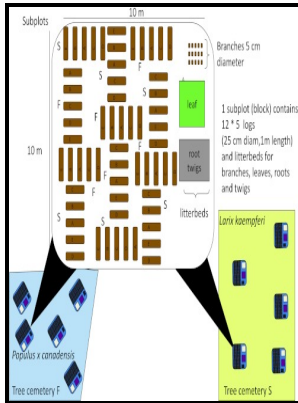 Subplots
10 m
Branches 5 cm
diameter
S
F
S
S
F
F
S
F
F
F
S
S
10 m
leaf
root
twigs
litterbeds
1 subplot (block) contains
12 * 5 logs
(25 cm diam,1m length)
and litterbeds for
branches, leaves, roots
and twigs
Larix kaempferi
Populus x canadensis
Tree cemetery F
Tree cemetery S